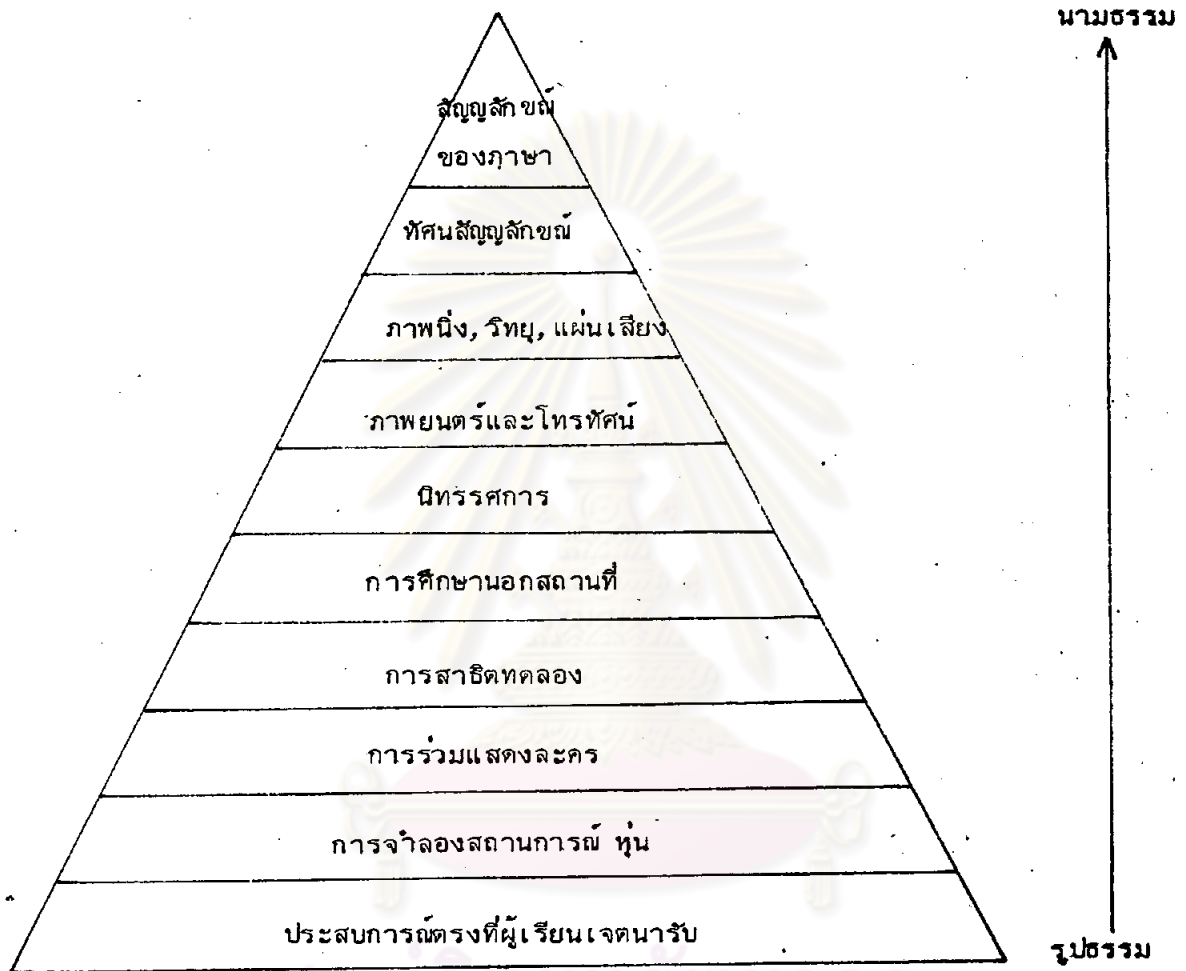 นามธรรม
สัญญลักขณ์
ของภาษา
ทัศนสัญญลักขณ์
ภาพนิ่ง, วิทยุ, แผ่นเสียง
ภาพยนตร์และโทรทัศน์
นิทรรศการ
การศึกษานอกสถานที่
การสาธิตทดลอง
การร่วมแสดงละคร
การจำลองสถานการณ์ หุ่น
ประสบการณ์ตรงที่ผู้เรียนเจตนารับ
รูปธรรม